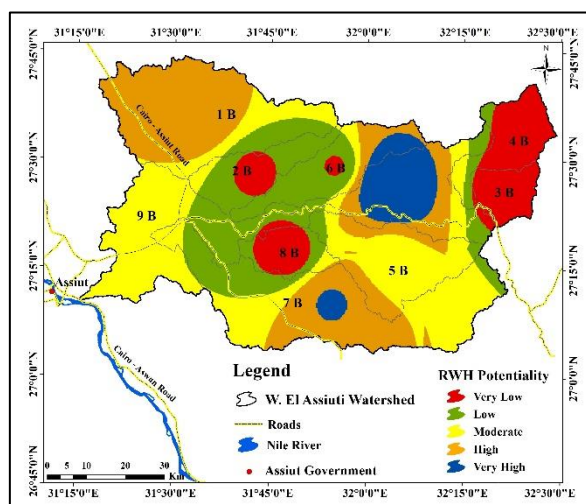 31°15'0"E 31°30'0"E 31°45'0"E 32°0'0"E 32°15'0"E 32°30'0"E
27°45'0"N 27°45'0"N
N
1 B
Cairo - Assiut Road
4 B
27°30'0"N 27°30'0"N
2 B 6 B
3 B
9 B
8 B
5 B
27°15'0"N 27°15'0"N
Assiut
7 B
Cairo - Aswan Road
27°0'0"N 27°0'0"N
Legend
W. El Assiuti Watershed
Roads
Nile River
Assiut Government
RWH Potentiality
Very Low
Low
Moderate
High
Very High
0 5 10 20 30
Km
26°45'0"N 26°45'0"N
31°15'0"E 31°30'0"E 31°45'0"E 32°0'0"E 32°15'0"E 32°30'0"E